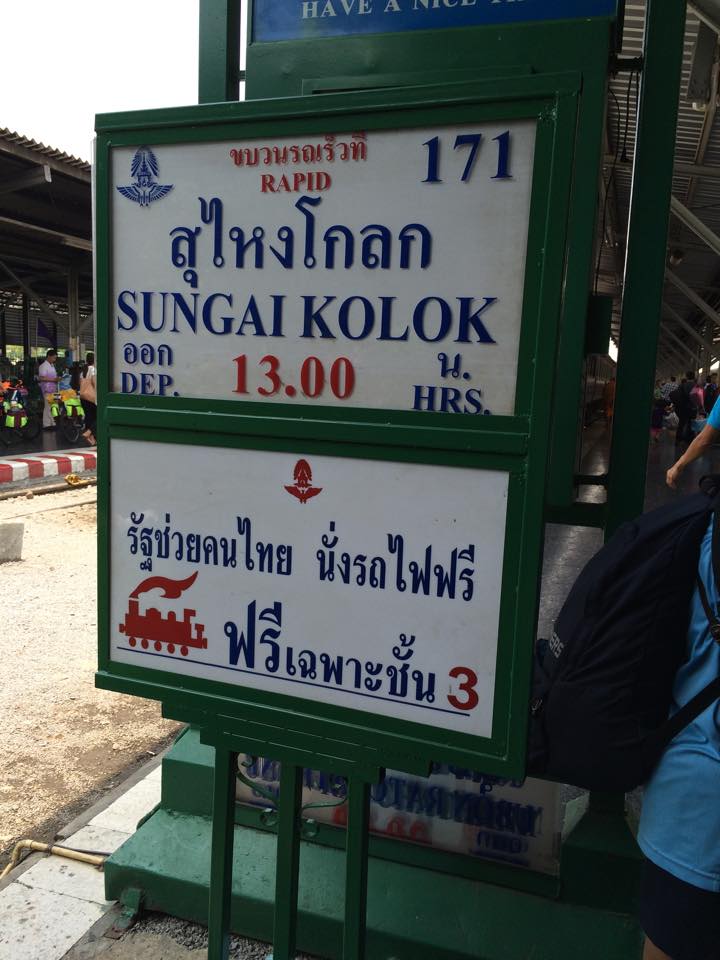 HAVE A NICE
ขบวนรถเร็วที่ 171
RAPID
สุไหงโกลก
SUNGAI KOLOK
ออก 13.00 น.
DEP. HRS.
รัฐช่วยคนไทย นั่งรถไฟฟรี
ฟรีเฉพาะชั้น 3